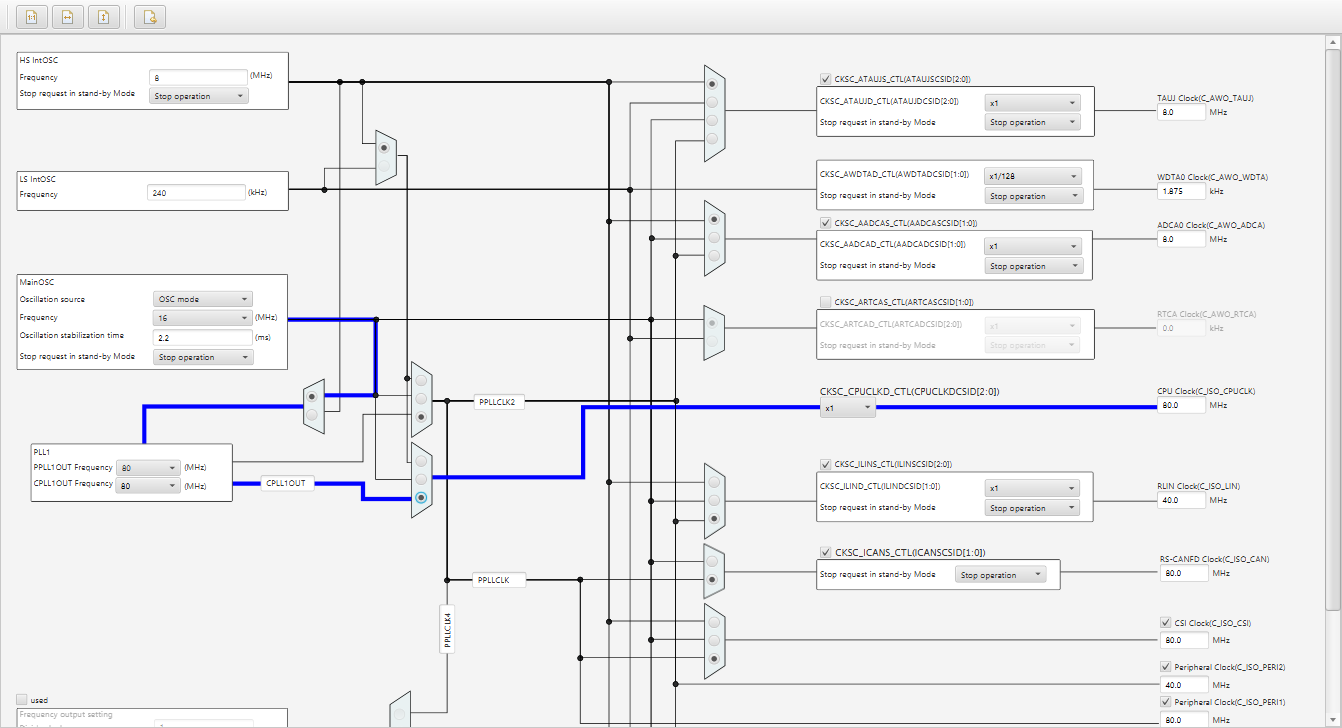 1:1
HS IntOSC
Frequency
8
(MHz)
Stop request in stand-by Mode
Stop operation
LS IntOSC
Frequency
240
(kHz)
MainOSC
Oscillation source
OSC mode
Frequency
16
(MHz)
Oscillation stabilization time
2.2
(ms)
Stop request in stand-by Mode
Stop operation
PLL1
PPLL1OUT Frequency
80
(MHz)
CPLL1OUT Frequency
80
(MHz)
CPLL1OUT
PPLLCLK2
PPLLCLK
PPLLCLK4
used
Frequency output setting
CKSC_ATAUJS_CTL(ATAUJSCSID[2:0])
CKSC_ATAUJD_CTL(ATAUJDCSID[2:0])
x1
Stop request in stand-by Mode
Stop operation
TAUJ Clock(C_AWO_TAUJ)
8.0
MHz
CKSC_AWDTAD_CTL(AWDTADCSID[1:0])
x1/128
Stop request in stand-by Mode
Stop operation
WDTA0 Clock(C_AWO_WDTA)
1.875
kHz
CKSC_AADCAS_CTL(AADCASCSID[1:0])
CKSC_AADCAD_CTL(AADCADCSID[1:0])
x1
Stop request in stand-by Mode
Stop operation
ADCA0 Clock(C_AWO_ADCA)
8.0
MHz
CKSC_ARTCAS_CTL(ARTCASCSID[1:0])
CKSC_ARTCAD_CTL(ARTCADCSID[2:0])
x1
Stop request in stand-by Mode
Stop operation
RTCA Clock(C_AWO_RTCA)
0.0
kHz
CKSC_CPUCLKD_CTL(CPUCLKDCSID[2:0])
x1
CPU Clock(C_ISO_CPUCLK)
80.0
MHz
CKSC_ILINS_CTL(ILINSCSID[2:0])
CKSC_ILIND_CTL(ILINDCSID[1:0])
x1
Stop request in stand-by Mode
Stop operation
RLIN Clock(C_ISO_LIN)
40.0
MHz
CKSC_ICANS_CTL(ICANSCSID[1:0])
Stop request in stand-by Mode
Stop operation
RS-CANFD Clock(C_ISO_CAN)
80.0
MHz
CSI Clock(C_ISO_CSI)
80.0
MHz
Peripheral Clock(C_ISO_PERI2)
40.0
MHz
Peripheral Clock(C_ISO_PERI1)
80.0
MHz